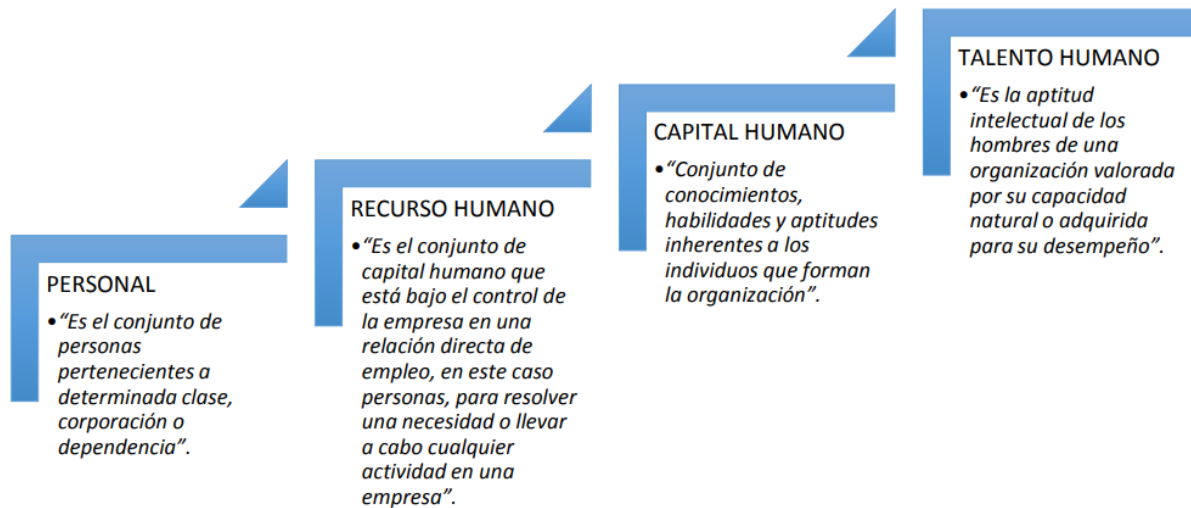 PERSONAL
•“Es el conjunto de
personas
pertenecientes a
determinada clase,
corporación o
dependencia”.
RECURSO HUMANO
•“Es el conjunto de
capital humano que
está bajo el control de
la empresa en una
relación directa de
empleo, en este caso
personas, para resolver
una necesidad o llevar
a cabo cualquier
actividad en una
empresa”.
CAPITAL HUMANO
•“Conjunto de
conocimientos,
habilidades y aptitudes
inherentes a los
individuos que forman
la organización”.
TALENTO HUMANO
•“Es la aptitud
intelectual de los
hombres de una
organización valorada
por su capacidad
natural o adquirida
para su desempeño”.